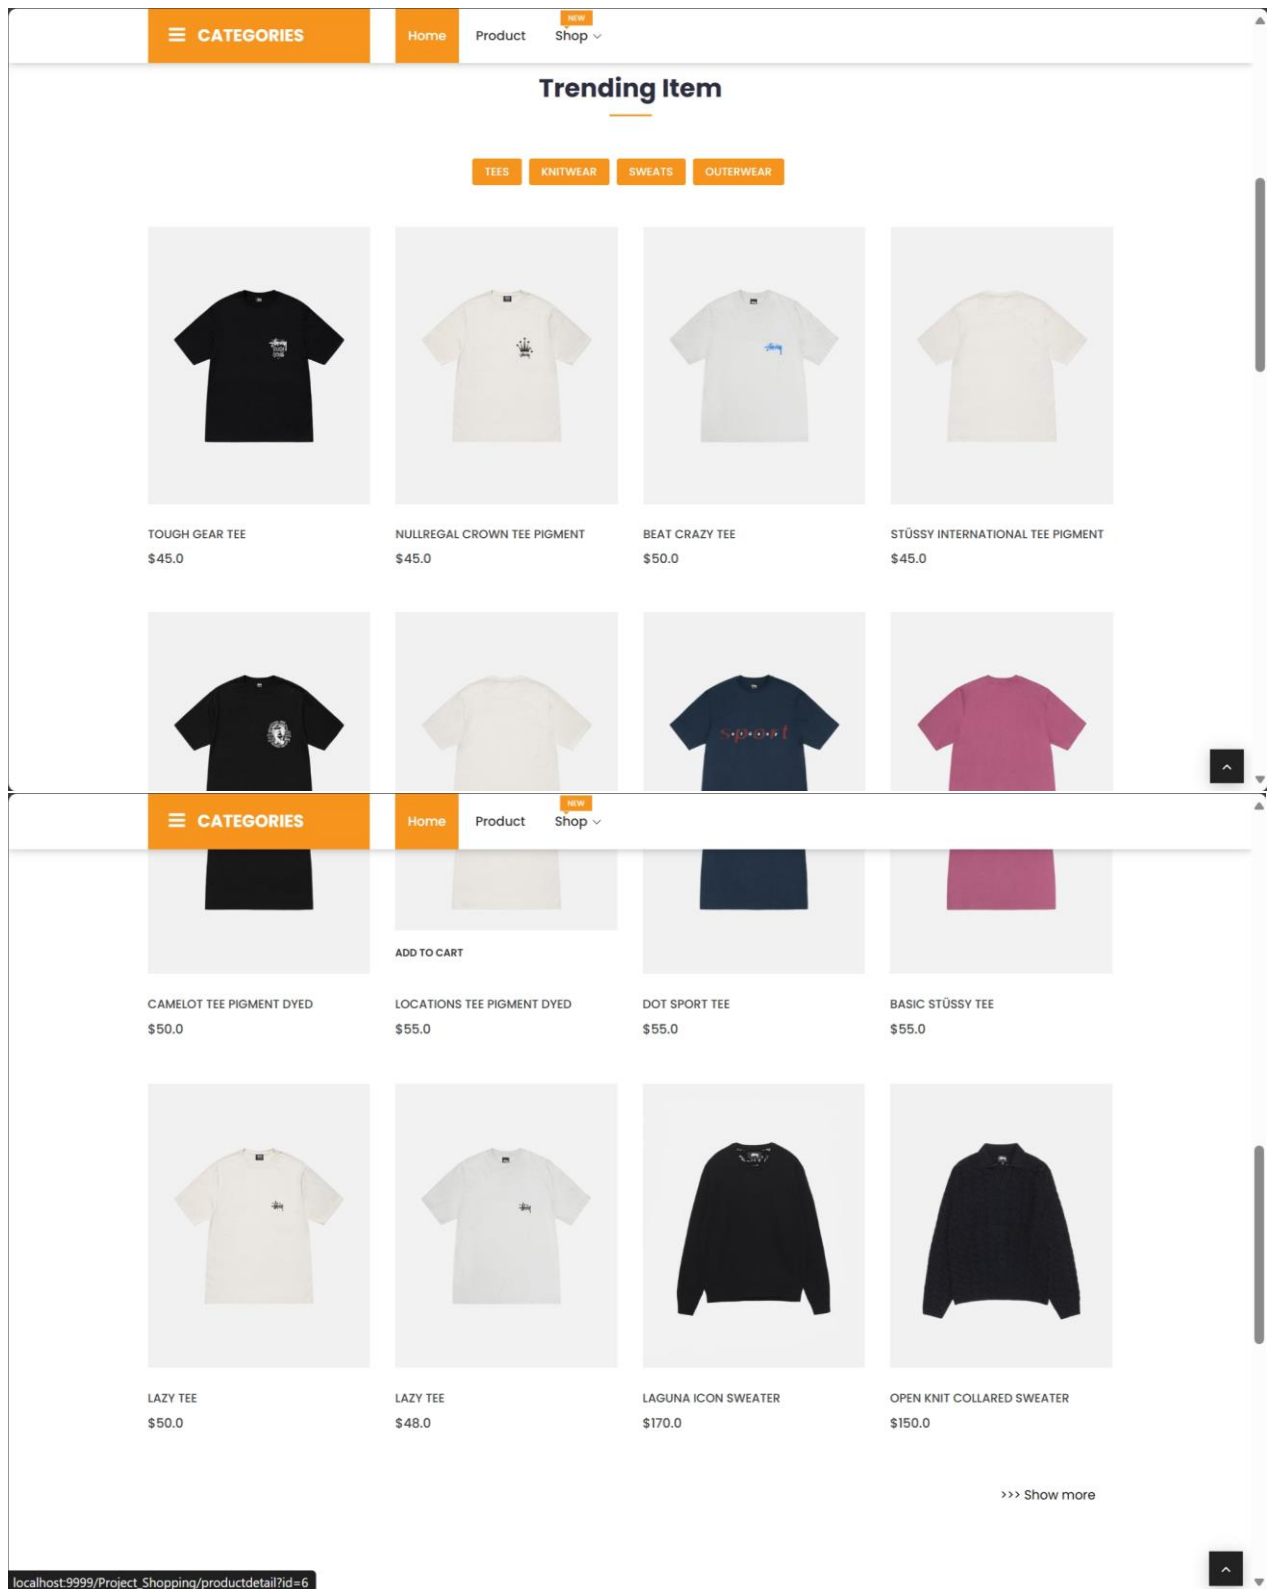 CATEGORIES
Home
Product
Shop
NEW
Trending Item
TEES
KNITWEAR
SWEATS
OUTERWEAR
TOUGH GEAR TEE
NULLREGAL CROWN TEE PIGMENT
BEAT CRAZY TEE
STÜSSY INTERNATIONAL TEE PIGMENT
$45.0
$45.0
$50.0
$45.0
sport
CATEGORIES
Home
Product
Shop
NEW
ADD TO CART
CAMELOT TEE PIGMENT DYED
LOCATIONS TEE PIGMENT DYED
DOT SPORT TEE
BASIC STÜSSY TEE
$50.0
$55.0
$55.0
$55.0
LAZY TEE
LAZY TEE
LAGUNA ICON SWEATER
OPEN KNIT COLLARED SWEATER
$50.0
$48.0
$170.0
$150.0
>>> Show more
localhost:9999/Project_Shopping/productdetail?id=6